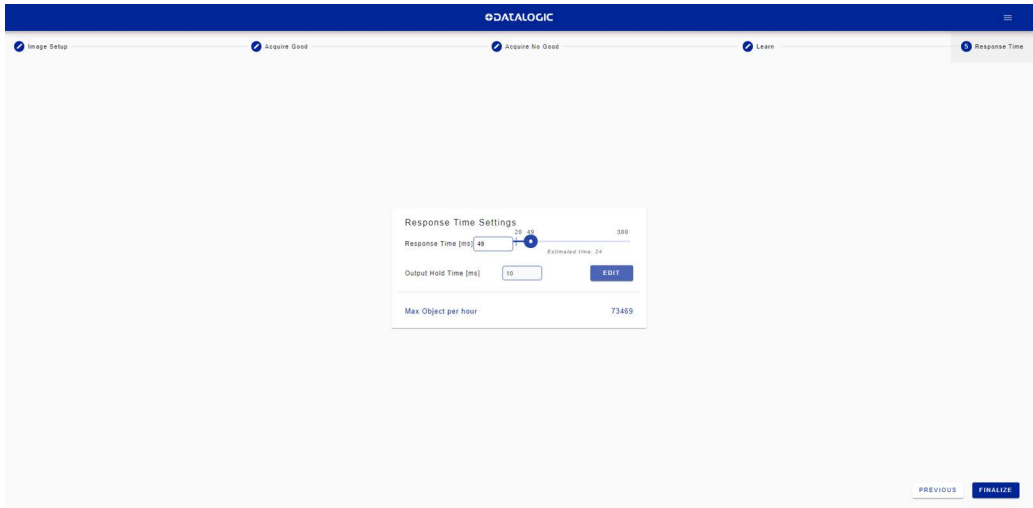 DATALOGIC
Image Setup
Acquire Good
Acquire No Good
Learn
5 Response Time
Response Time Settings
20 49 300
Response Time [ms] 49
Estimated time: 24
Output Hold Time [ms] 10 EDIT
Max Object per hour 73469
PREVIOUS FINALIZE